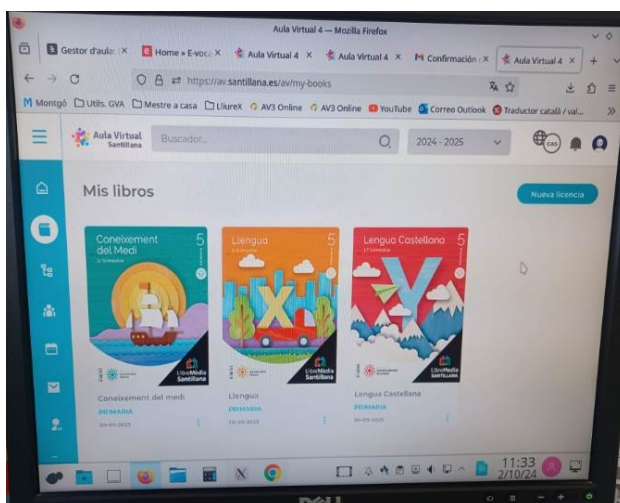 Aula Virtual 4 — Mozilla Firefox
Gestor d'aula:
Home » E-voca
Aula Virtual 4
Aula Virtual 4
Confirmación
Aula Virtual 4
https://av.santillana.es/av/my-books
Montgó
Utils. GVA
Mestre a casa
LliureX
AV3 Online
AV3 Online
YouTube
Correo Outlook
Traductor català / val...
Aula Virtual
Santillana
Buscador...
2024 - 2025
CAS
Mis libros
Nueva licencia
Coneixement
del Medi
5
LibroMedia
Santillana
Llengua
5
LibroMedia
Santillana
Lengua Castellana
5
LibroMedia
SANTILLANA
Coneixement del medi
PRIMARIA
Llengua
PRIMARIA
Lengua Castellana
PRIMARIA
11:33
2/10/24
DELL